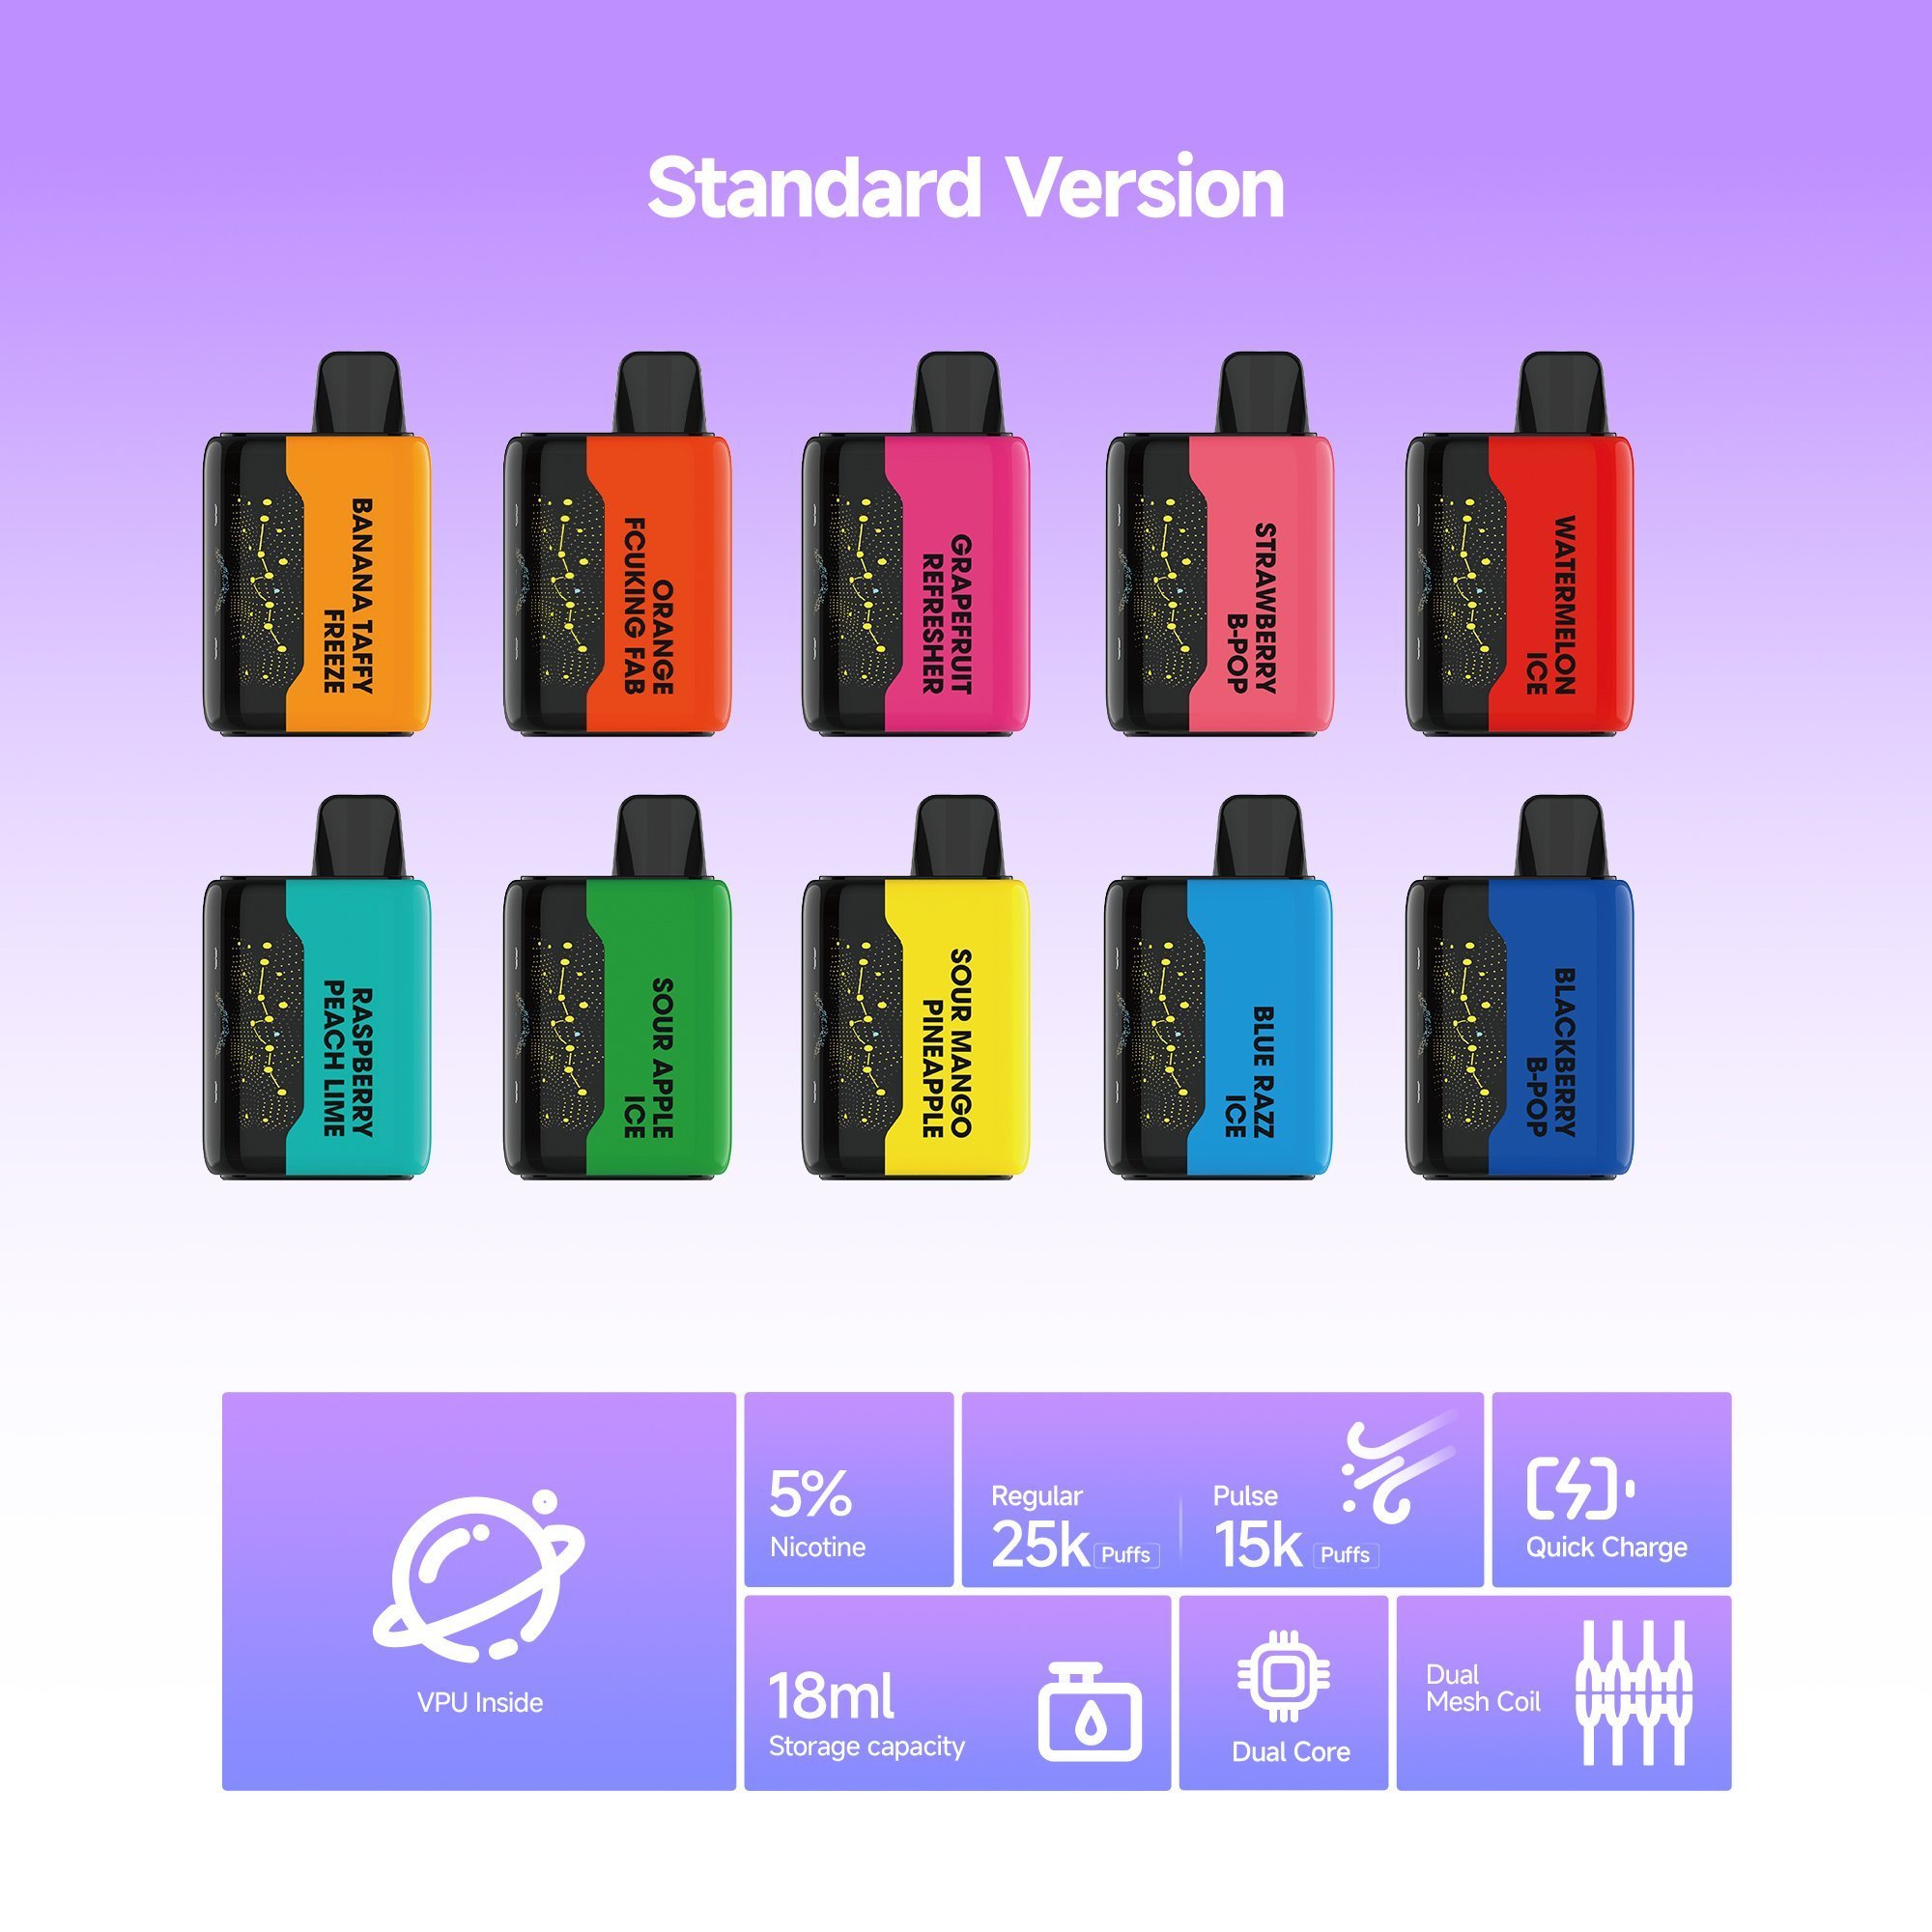 Standard Version
BANANA TAFFY
FREEZE
ORANGE
FCUKING FAB
GRAPEFRUIT
REFRESHER
STRAWBERRY
B-POP
WATERMELON
ICE
RASPBERRY
PEACH LIME
SOUR APPLE
ICE
SOUR MANGO
PINEAPPLE
BLUE RAZZ
ICE
BLACKBERRY
B-POP
VPU Inside
5%
Nicotine
Regular
25k Puffs
Pulse
15k Puffs
Quick Charge
18ml
Storage capacity
Dual Core
Dual
Mesh Coil